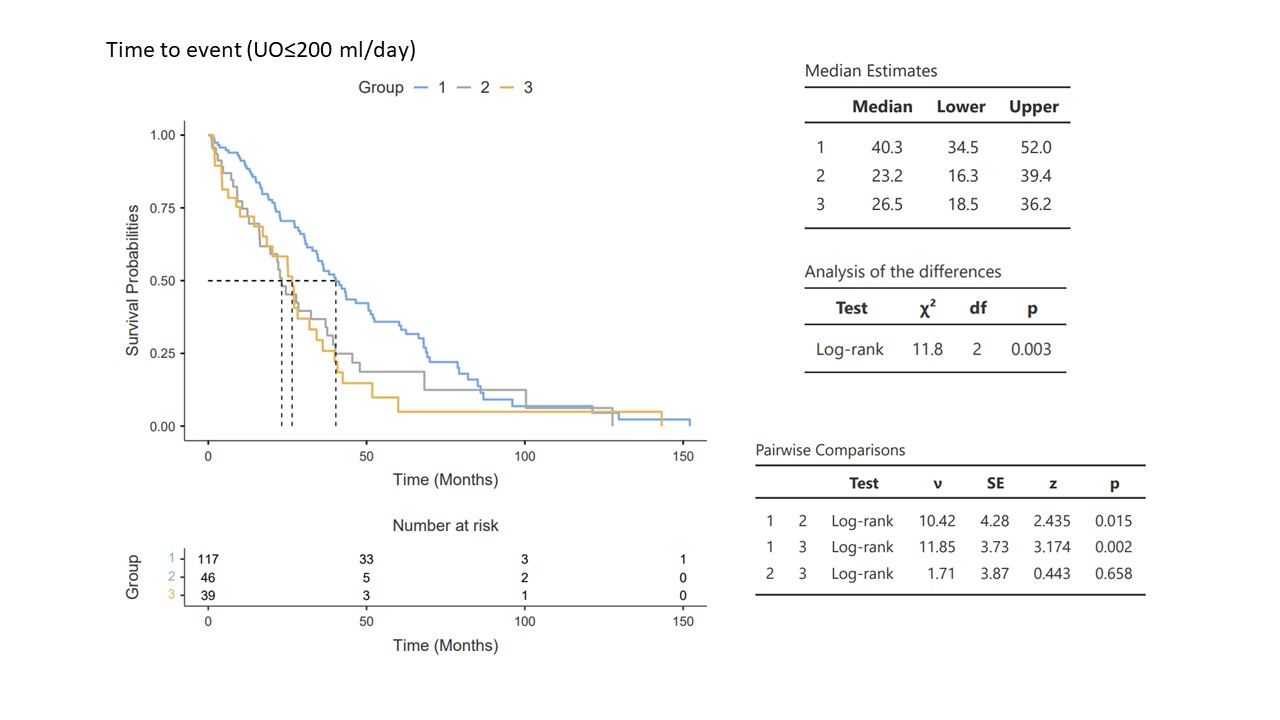 Time to event (UO≤200 ml/day)
Group 1 2 3
1.00
0.75
0.50
0.25
0.00
Survival Probabilities
0 50 100 150
Time (Months)
Number at risk
Group
1 117 33 3 1
2 46 5 2 0
3 39 3 1 0
0 50 100 150
Time (Months)
Median Estimates
Median Lower Upper
1 40.3 34.5 52.0
2 23.2 16.3 39.4
3 26.5 18.5 36.2
Analysis of the differences
Test χ² df p
Log-rank 11.8 2 0.003
Pairwise Comparisons
Test ν SE z p
1 2 Log-rank 10.42 4.28 2.435 0.015
1 3 Log-rank 11.85 3.73 3.174 0.002
2 3 Log-rank 1.71 3.87 0.443 0.658